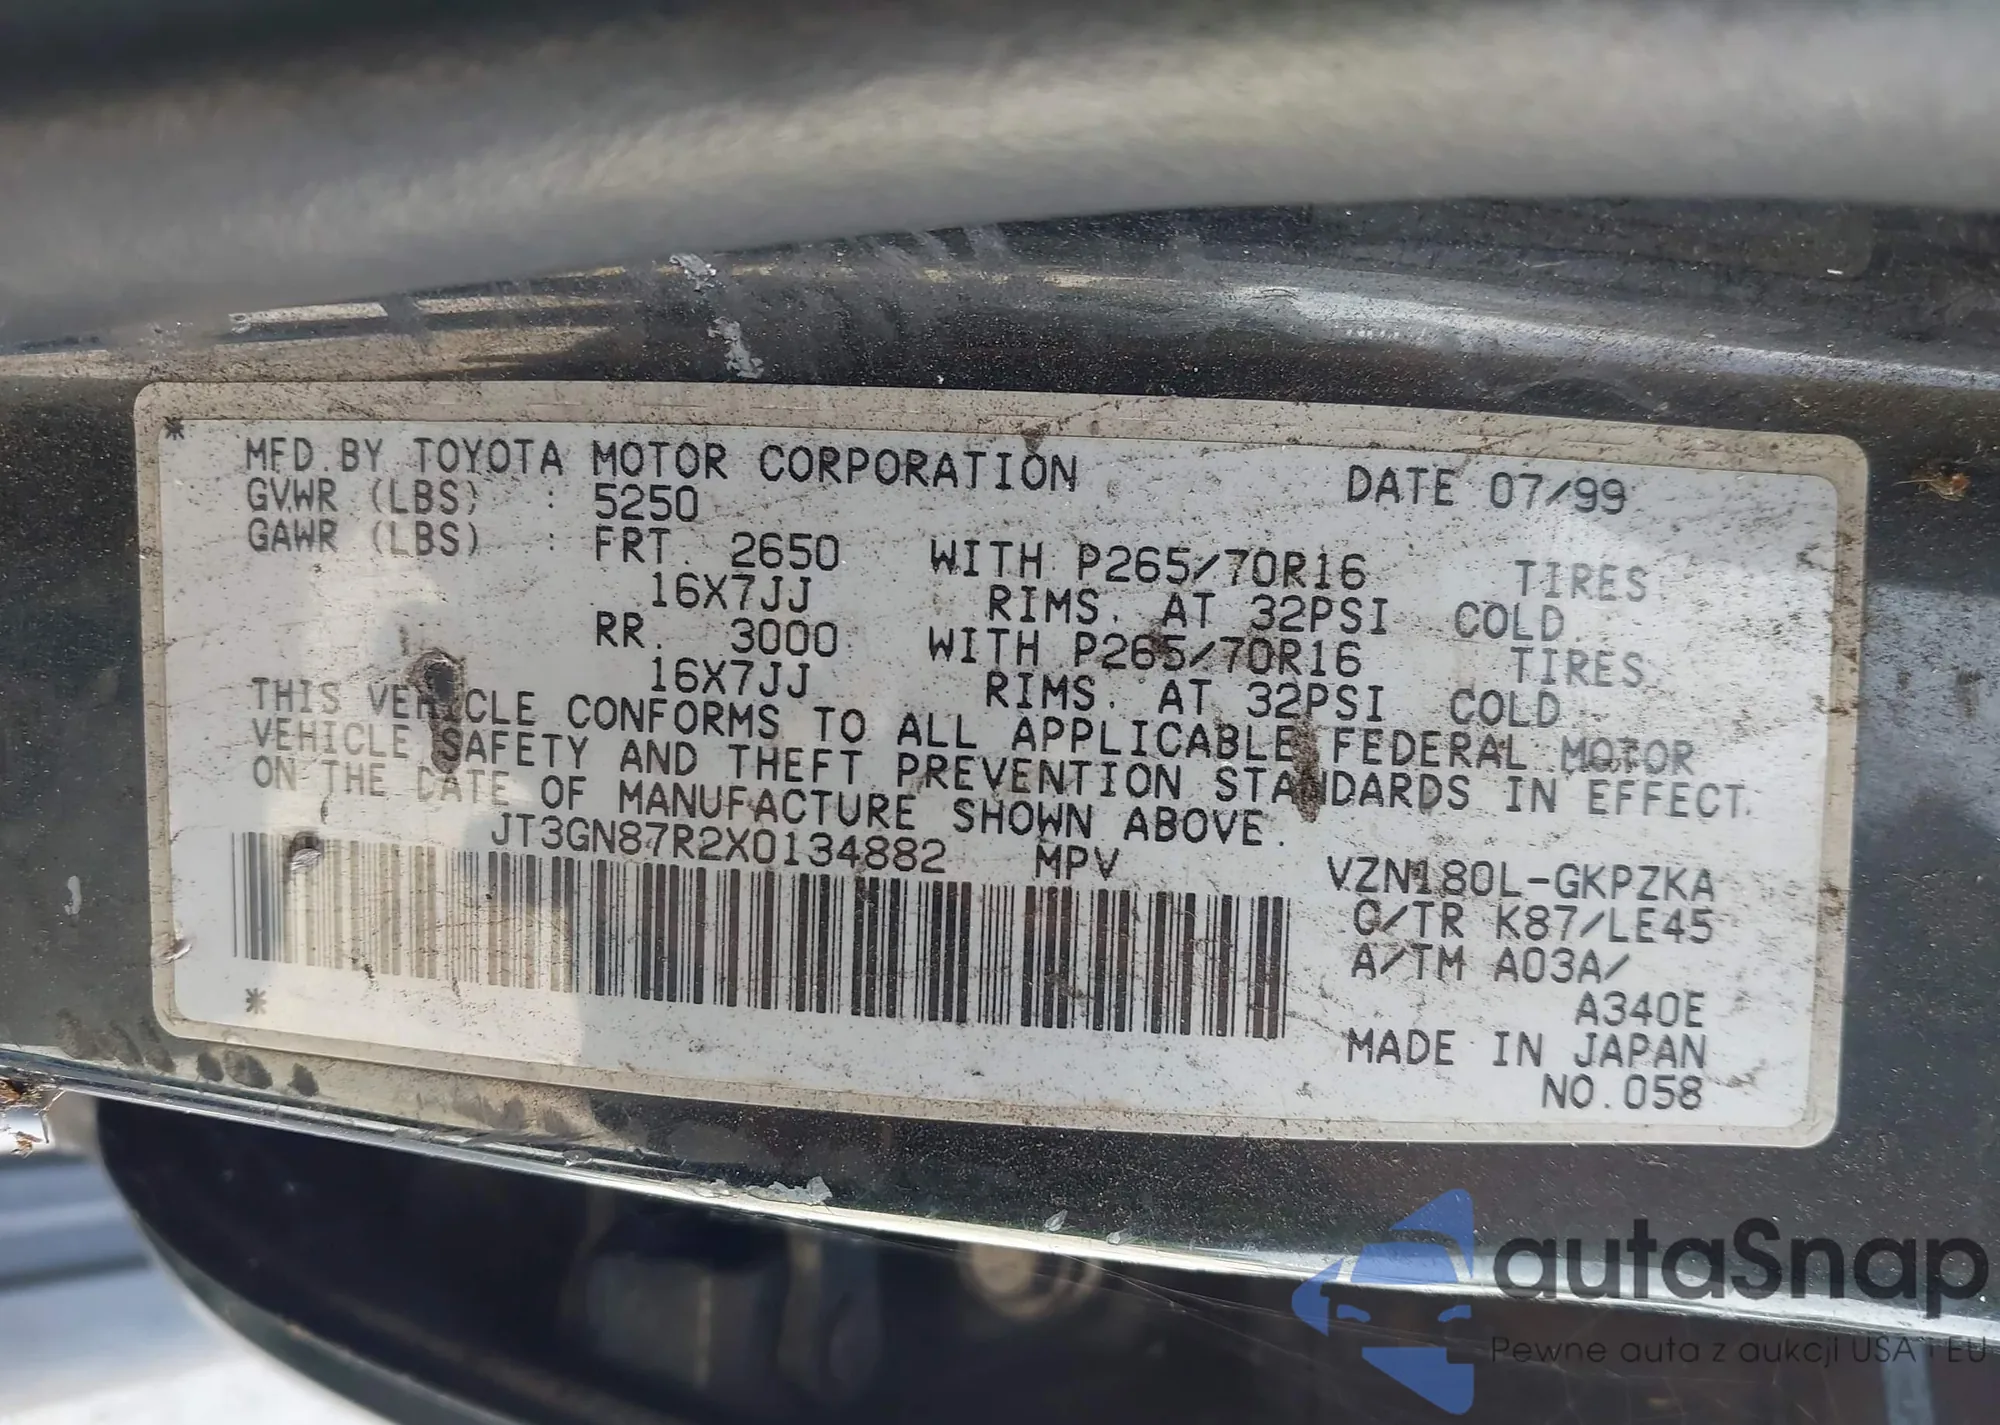 *
MFD.BY TOYOTA MOTOR CORPORATION DATE 07/99
GVWR (LBS) : 5250
GAWR (LBS) : FRT. 2650 WITH P265/70R16 TIRES
16X7JJ RIMS. AT 32PSI COLD.
RR. 3000 WITH P265/70R16 TIRES
16X7JJ RIMS. AT 32PSI COLD.
THIS VEHICLE CONFORMS TO ALL APPLICABLE FEDERAL MOTOR
VEHICLE SAFETY AND THEFT PREVENTION STANDARDS IN EFFECT
ON THE DATE OF MANUFACTURE SHOWN ABOVE.
JT3GN87R2X0134882 MPV
VZN180L-GKPZKA
C/TR K87/LE45
A/TM A03A/
A340E
*
MADE IN JAPAN
NO.058
autaSnap
Pewne auta z aukcji USA i EU